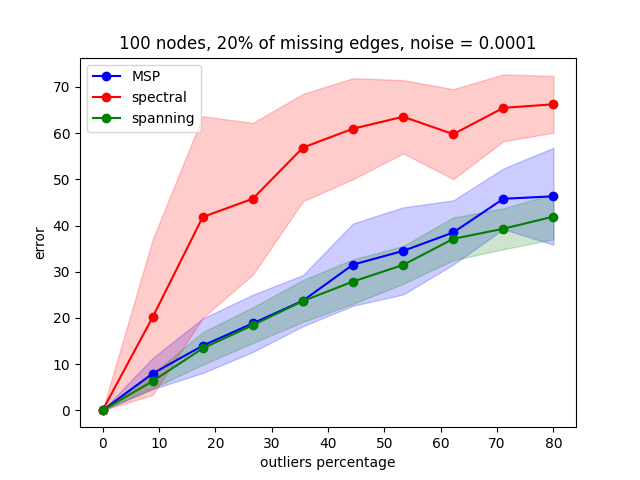 100 nodes, 20% of missing edges, noise = 0.0001
MSP
spectral
spanning
error
70
60
50
40
30
20
10
0
0 10 20 30 40 50 60 70 80
outliers percentage